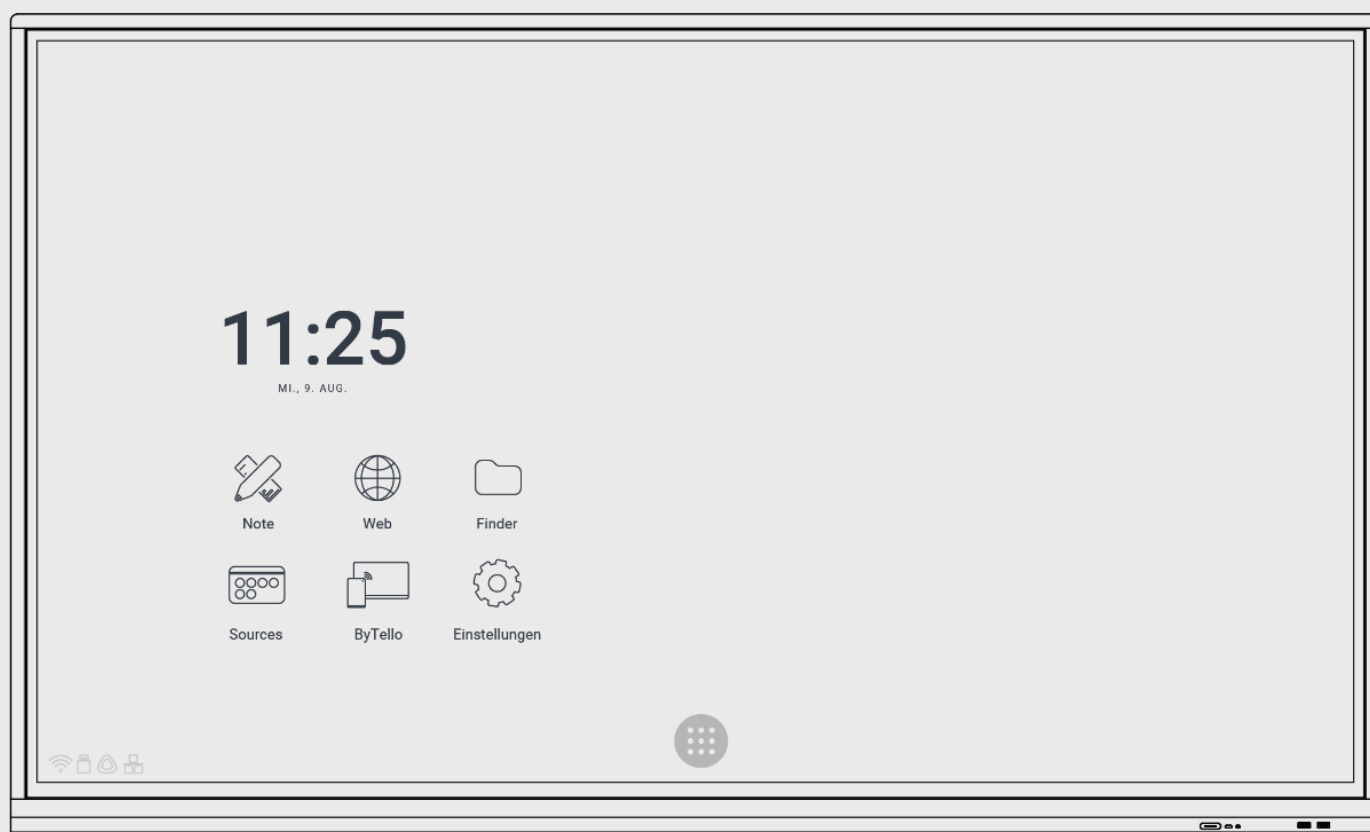 11:25
MI., 9. AUG.
Note
Web
Finder
Sources
ByTello
Einstellungen